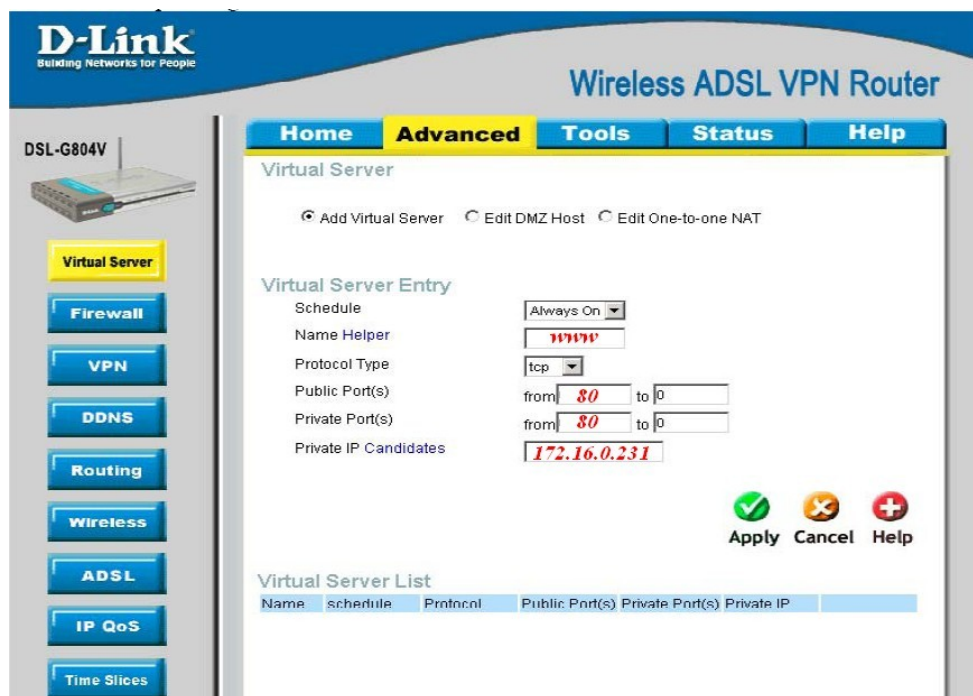 D-Link
Building Networks for People
Wireless ADSL VPN Router
DSL-G804V
Home Advanced Tools Status Help
Virtual Server
Add Virtual Server Edit DMZ Host Edit One-to-one NAT
Virtual Server Entry
Schedule Always On
Name Helper www
Protocol Type tcp
Public Port(s) from 80 to 0
Private Port(s) from 80 to 0
Private IP Candidates 172.16.0.231
Apply Cancel Help
Virtual Server List
Name schedule Protocol Public Port(s) Private Port(s) Private IP
Virtual Server
Firewall
VPN
DDNS
Routing
Wireless
ADSL
IP QoS
Time Slices